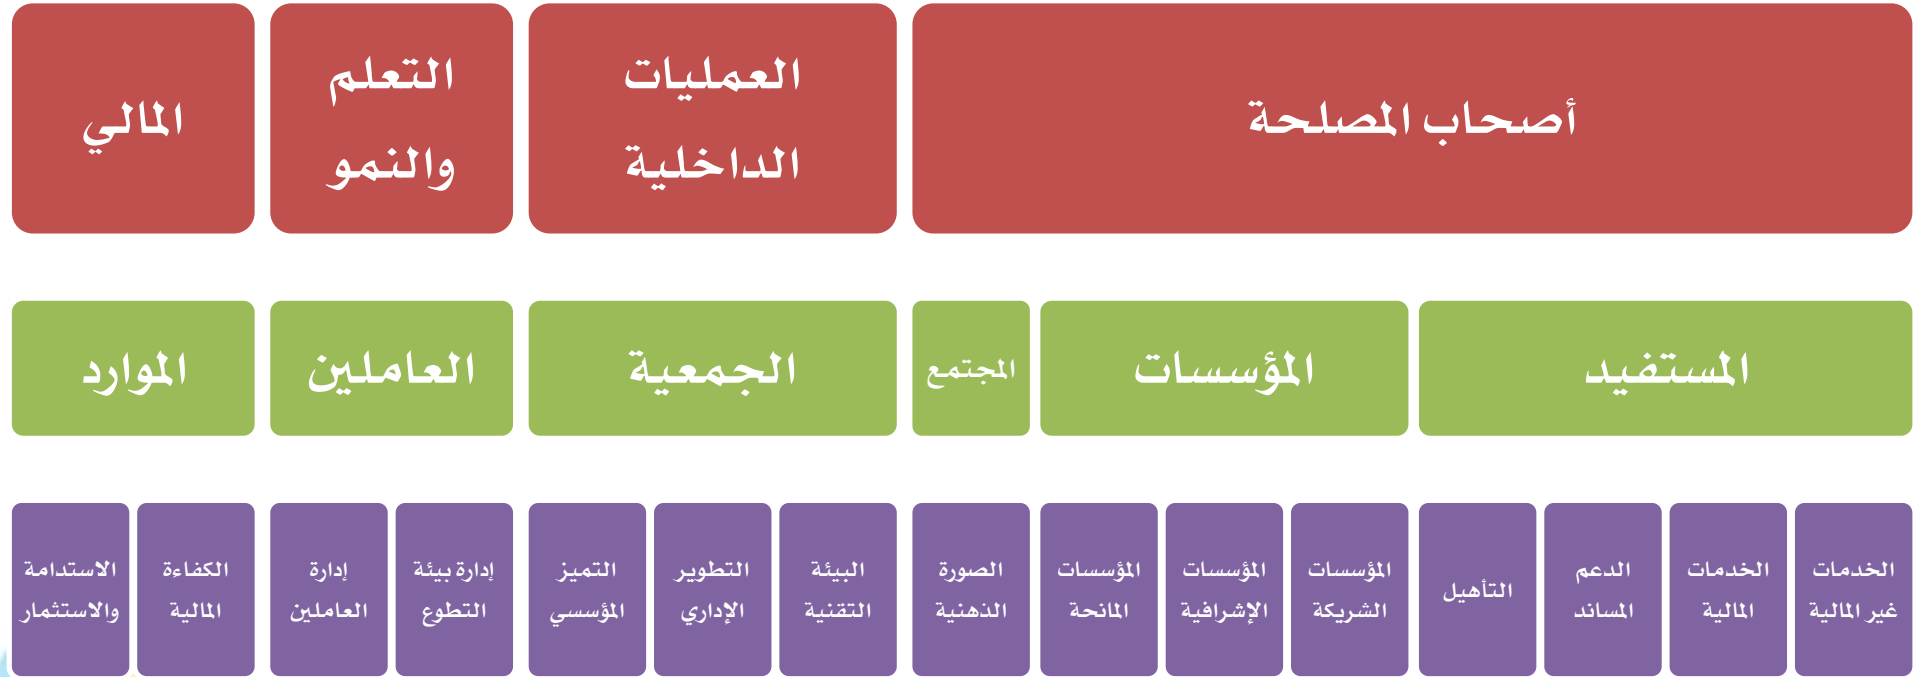 أصحاب المصلحة
العمليات
الداخلية
التعلم
والنمو
المالي
المستفيد
المؤسسات
المجتمع
الجمعية
العاملين
الموارد
الخدمات
غير المالية
الخدمات
المالية
الدعم
المساند
التأهيل
المؤسسات
الشريكة
المؤسسات
الإشرافية
المؤسسات
المانحة
الصورة
الذهنية
البيئة
التقنية
التطوير
الإداري
التميز
المؤسسي
إدارة بيئة
التطوع
إدارة
العاملين
الكفاءة
المالية
الاستدامة
والاستثمار